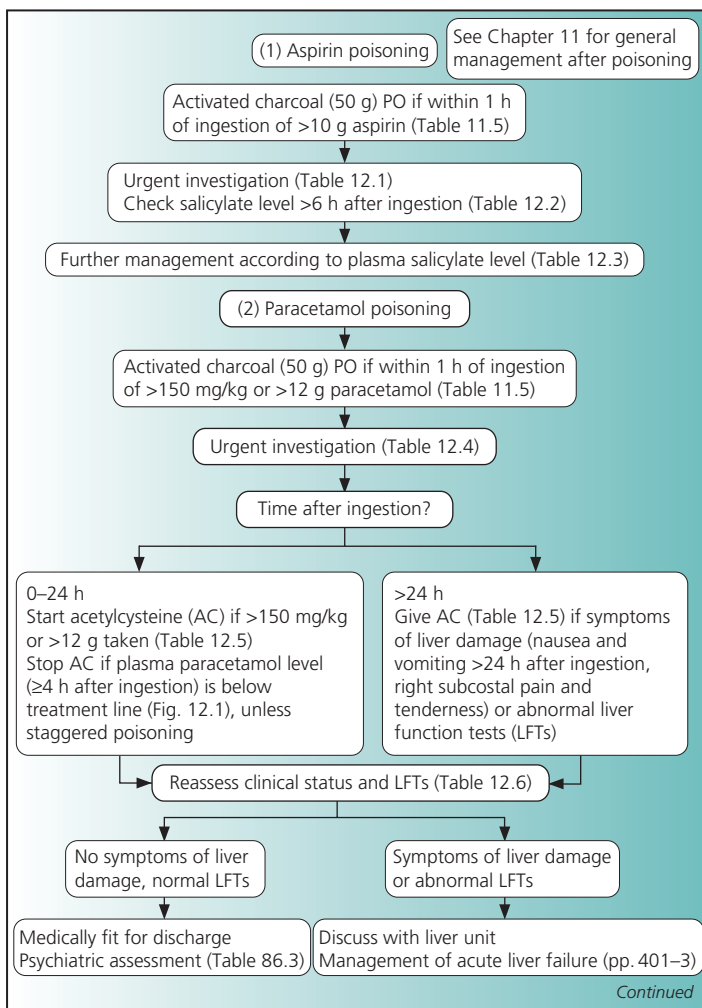 (1) Aspirin poisoning
See Chapter 11 for general
management after poisoning
Activated charcoal (50 g) PO if within 1 h
of ingestion of >10 g aspirin (Table 11.5)
Urgent investigation (Table 12.1)
Check salicylate level >6 h after ingestion (Table 12.2)
Further management according to plasma salicylate level (Table 12.3)
(2) Paracetamol poisoning
Activated charcoal (50 g) PO if within 1 h of ingestion
of >150 mg/kg or >12 g paracetamol (Table 11.5)
Urgent investigation (Table 12.4)
Time after ingestion?
0–24 h
Start acetylcysteine (AC) if >150 mg/kg
or >12 g taken (Table 12.5)
Stop AC if plasma paracetamol level
(≥4 h after ingestion) is below
treatment line (Fig. 12.1), unless
staggered poisoning
>24 h
Give AC (Table 12.5) if symptoms
of liver damage (nausea and
vomiting >24 h after ingestion,
right subcostal pain and
tenderness) or abnormal liver
function tests (LFTs)
Reassess clinical status and LFTs (Table 12.6)
No symptoms of liver
damage, normal LFTs
Symptoms of liver damage
or abnormal LFTs
Medically fit for discharge
Psychiatric assessment (Table 86.3)
Discuss with liver unit
Management of acute liver failure (pp. 401–3)
Continued